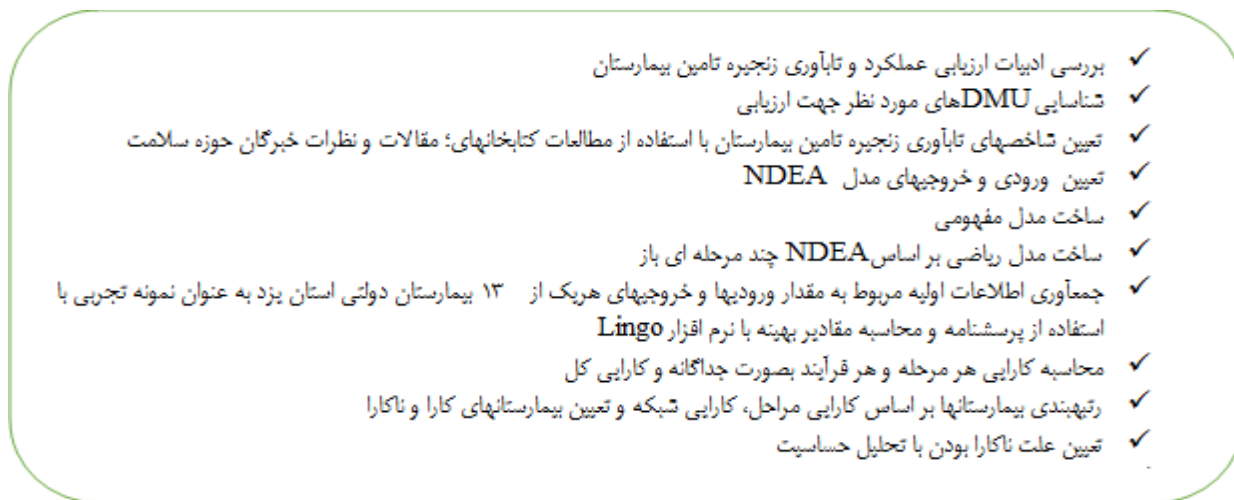 ✓ بررسی ادبیات ارزیابی عملکرد و تابآوری زنجیره تامین بیمارستان
✓ شناسایی DMUهای مورد نظر جهت ارزیابی
✓ تعیین شاخصهای تابآوری زنجیره تامین بیمارستان با استفاده از مطالعات کتابخانهای؛ مقالات و نظرات خبرگان حوزه سلامت
✓ تعیین ورودی و خروجیهای مدل NDEA
✓ ساخت مدل مفهومی
✓ ساخت مدل ریاضی بر اساس NDEA چند مرحله ای باز
✓ جمعآوری اطلاعات اولیه مربوط به مقدار ورودیها و خروجیهای هریک از ۱۳ بیمارستان دولتی استان یزد به عنوان نمونه تجربی با
استفاده از پرسشنامه و محاسبه مقادیر بهینه با نرم افزار Lingo
✓ محاسبه کارایی هر مرحله و هر فرآیند بصورت جداگانه و کارایی کل
✓ رتبهبندی بیمارستانها بر اساس کارایی مراحل، کارایی شبکه و تعیین بیمارستانهای کارا و ناکارا
✓ تعیین علت ناکارا بودن با تحلیل حساسیت